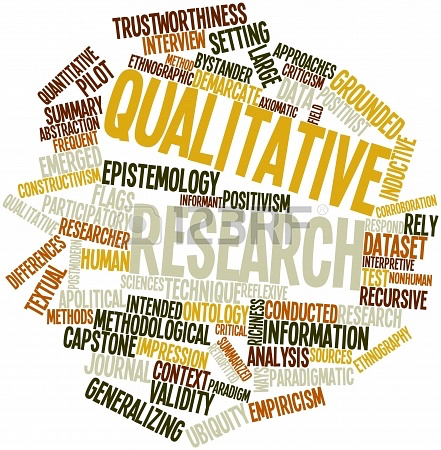 TRUSTWORTHINESS
INTERVIEW
SETTING
LARGE
APPROACHES
CRITICISM
METHOD
BYSTANDER
ETHNOGRAPHIC
DEMARCATE
AXIOMATIC
DATA
FIELD
POSITIVIST
GROUNDED
QUANTITATIVE
PILOT
SUMMARY
ABSTRACTION
FREQUENT
EMERGED
CONSTRUCTIVISM
QUALITATIVE
INDUCTIVE
EPISTEMOLOGY
INFORMANT
POSITIVISM
FLAGS
QUALITATIVE
PARTICIPATORY
RESEARCHER
RESEARCH
123RF
CORROBORATION
RESPOND
RELY
DATASET
INTERPRETIVE
TEST
NONHUMAN
RECURSIVE
DIFFERENCES
TEXTUAL
POSTMODERN
HUMAN
SCIENCES
TECHNIQUE
REFLEXIVE
APOLITICAL
INTENDED
ONTOLOGY
CRITICAL
RICHNESS
CONDUCTED
RESEARCH
METHODS
METHODOLOGICAL
INFORMATION
CAPSTONE
IMPRESSION
SUMMARIZED
ANALYSIS
SOURCES
ETHNOGRAPHY
JOURNAL
CONTEXT
PARADIGM
WAYS
PARADIGMATIC
GENERALIZING
VALIDITY
UBIQUITY
EMPIRICISM